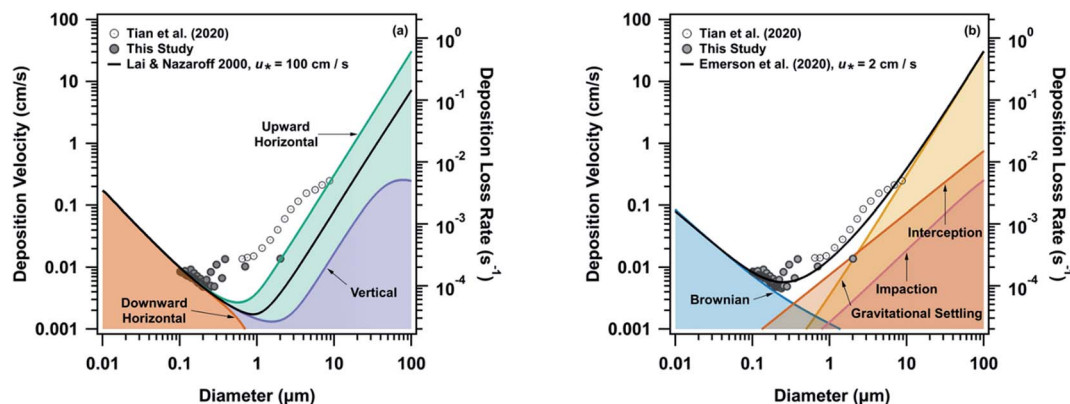 (a)
Tian et al. (2020)
This Study
Lai & Nazaroff 2000, u* = 100 cm / s
Upward
Horizontal
Vertical
Downward
Horizontal
Deposition Velocity (cm/s)
100
10
1
0.1
0.01
0.001
Deposition Loss Rate (s-1)
10^0
10^-1
10^-2
10^-3
10^-4
0.01
0.1
1
10
100
Diameter (μm)
(b)
Tian et al. (2020)
This Study
Emerson et al. (2020), u* = 2 cm / s
Interception
Brownian
Impaction
Gravitational Settling
Deposition Velocity (cm/s)
100
10
1
0.1
0.01
0.001
Deposition Loss Rate (s-1)
10^0
10^-1
10^-2
10^-3
10^-4
0.01
0.1
1
10
100
Diameter (μm)